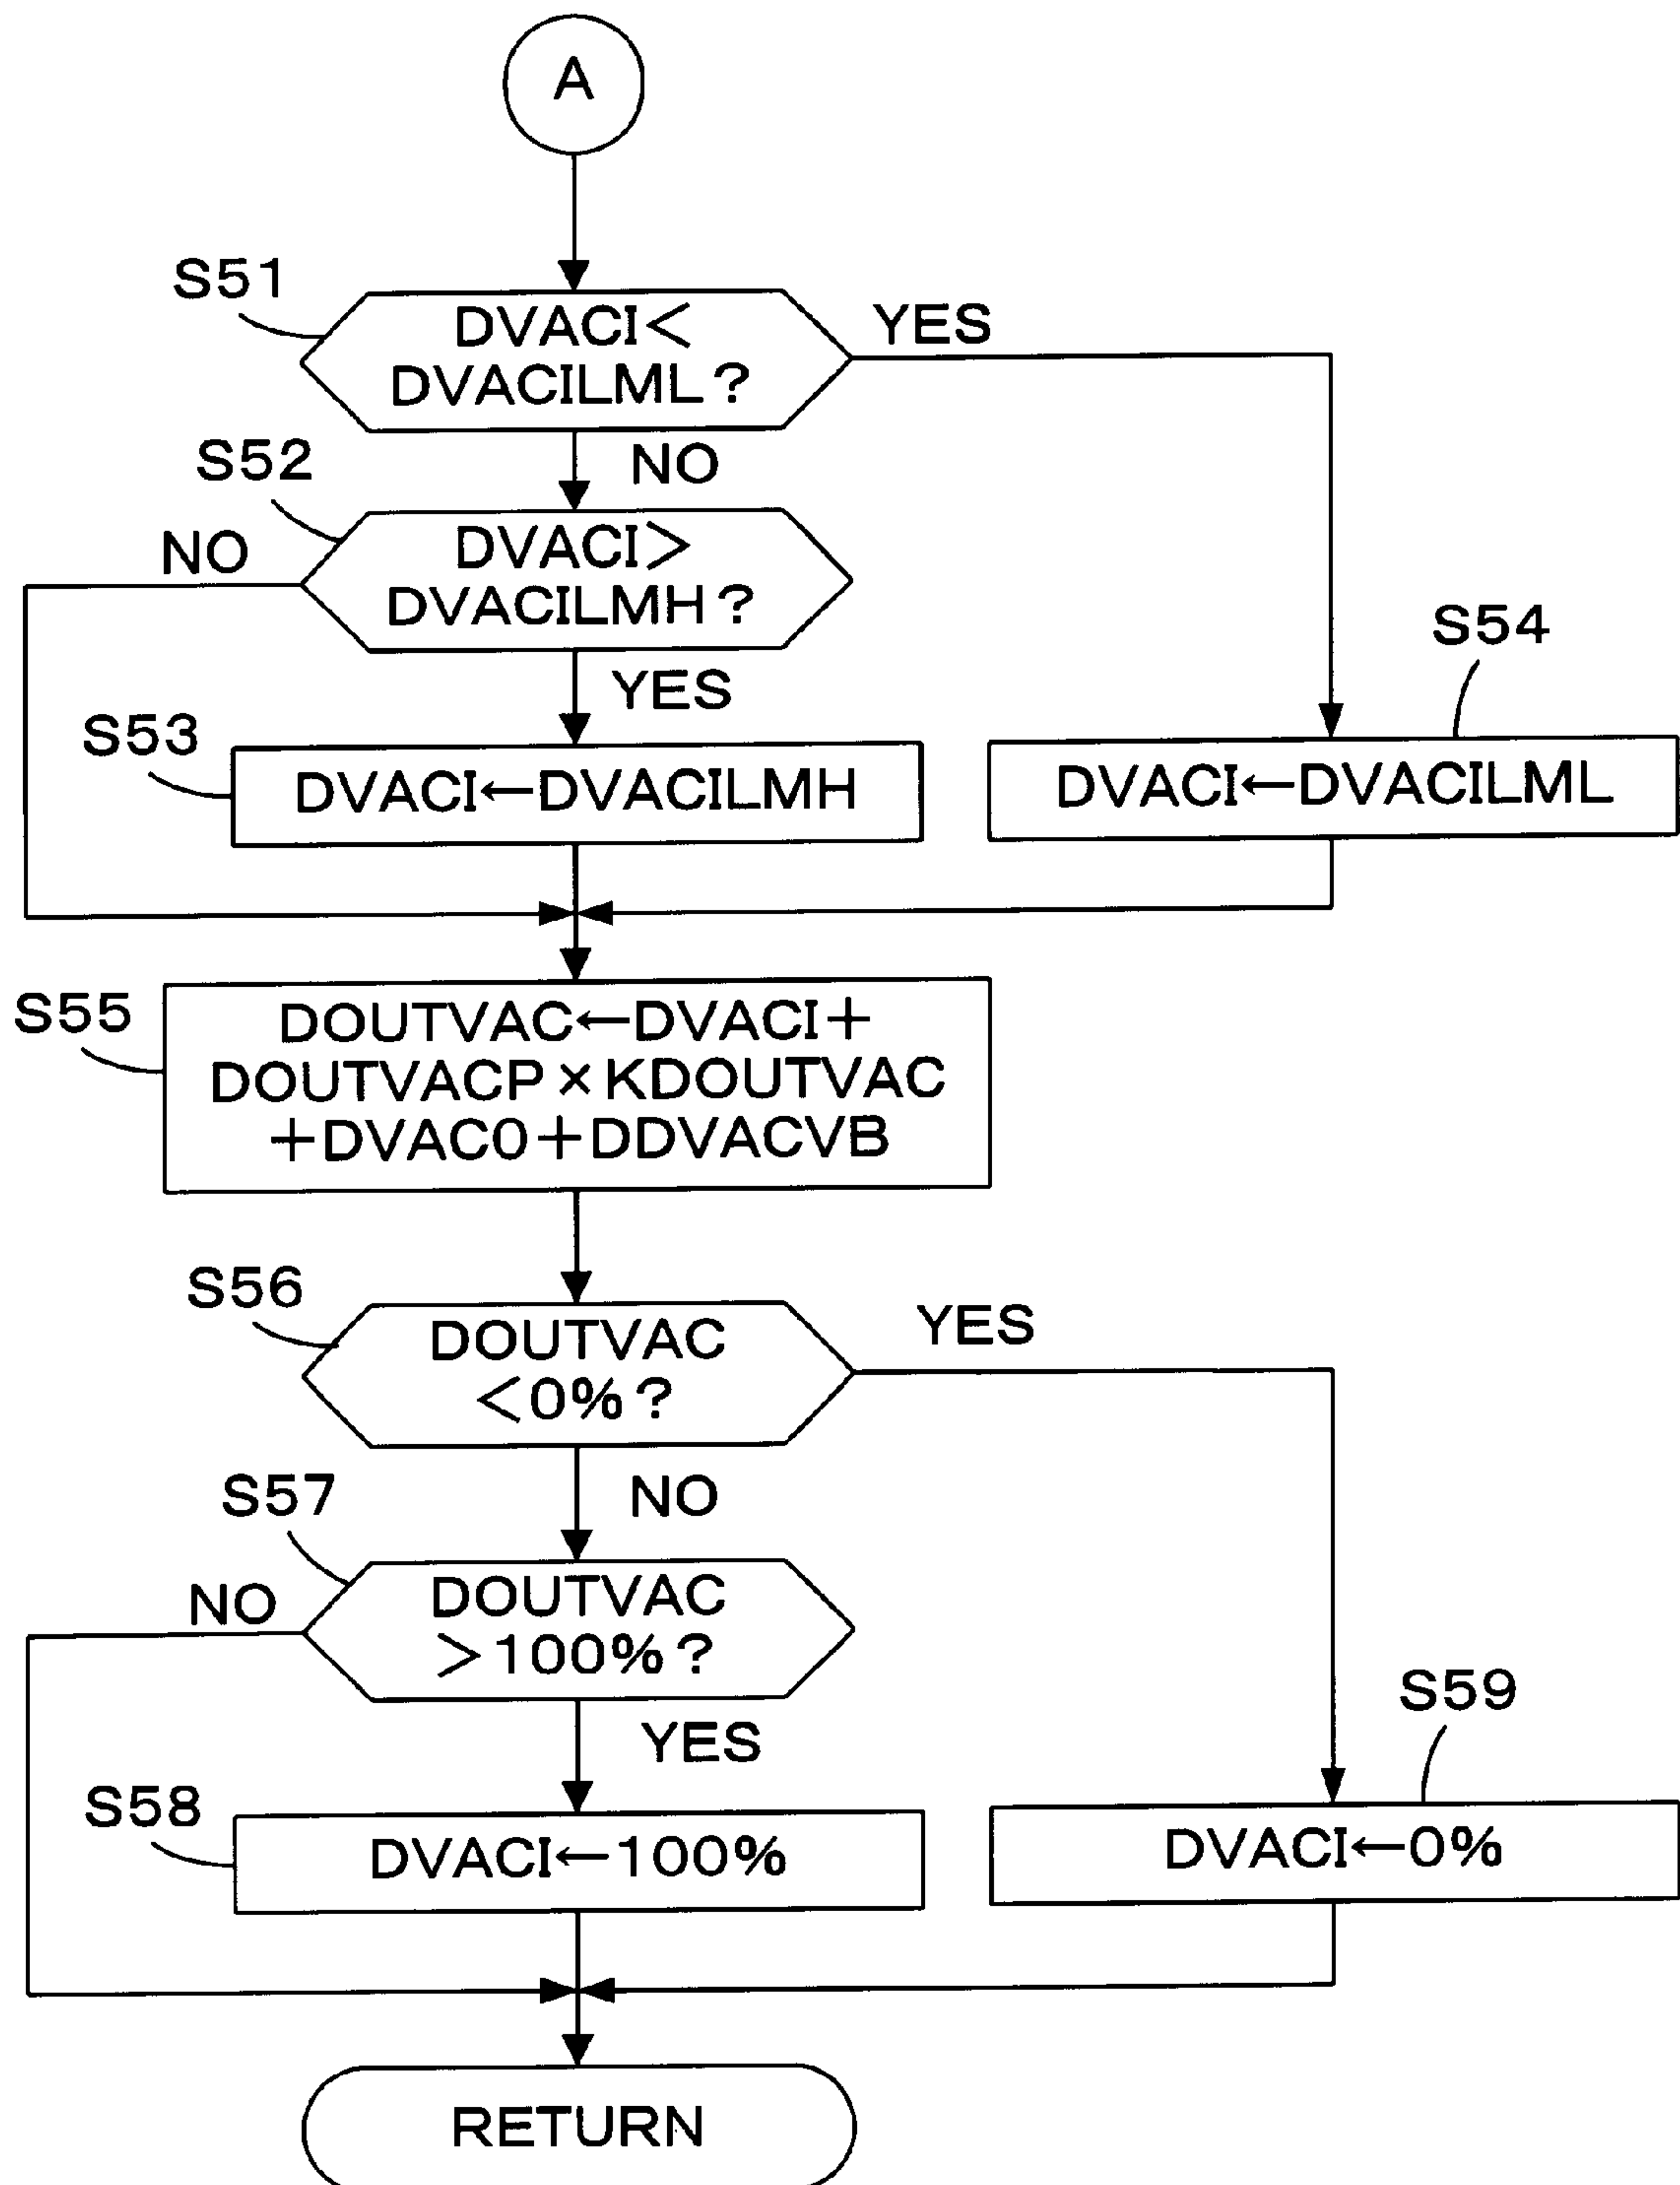 A
S51
DVACI<
DVACILML?
YES
NO
S52
DVACI>
DVACILMH?
NO
YES
S53
DVACI←DVACILMH
S54
DVACI←DVACILML
S55
DOUTVAC←DVACI+
DOUTVACP×KDOUTVAC
+DVAC0+DDVACVB
S56
DOUTVAC
<0%?
YES
NO
S57
DOUTVAC
>100%?
NO
YES
S58
DVACI←100%
S59
DVACI←0%
RETURN